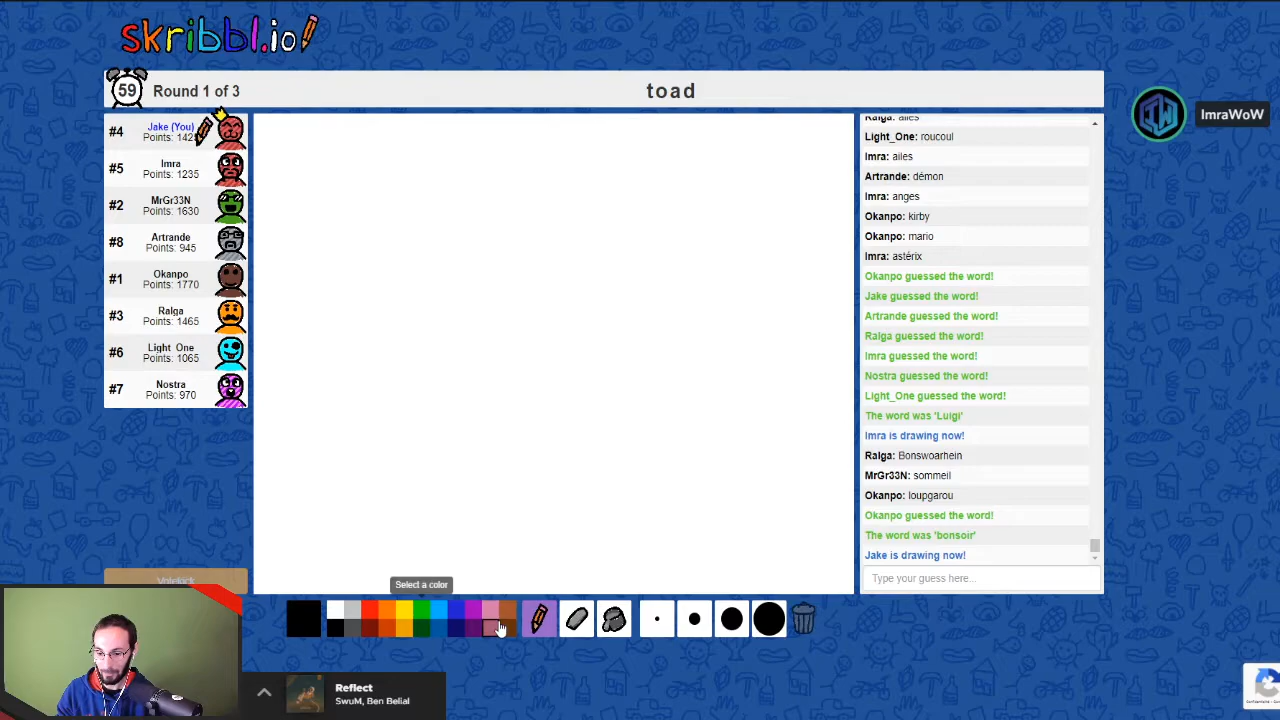 skribbl.io
59
Round 1 of 3
toad
#4
Jake (You)
Points: 142
#5
Imra
Points: 1235
#2
MrGr33N
Points: 1630
#8
Artrande
Points: 945
#1
Okanpo
Points: 1770
#3
Ralga
Points: 1465
#6
Light_
Points: 1065
#7
Nostra
Points: 970
Votekick
Ralga: ailes
Light_One: roucoul
Imra: ailes
Artrande: démon
Imra: anges
Okanpo: kirby
Okanpo: mario
Imra: astérix
Okanpo guessed the word!
Jake guessed the word!
Artrande guessed the word!
Ralga guessed the word!
Imra guessed the word!
Nostra guessed the word!
Light_One guessed the word!
The word was 'Luigi'
Imra is drawing now!
Ralga: Bonswoarhein
MrGr33N: sommeil
Okanpo: loupgarou
Okanpo guessed the word!
The word was 'bonsoir'
Jake is drawing now!
Type your guess here...
ImraWoW
Select a color
Reflect
SwuM, Ben Belial